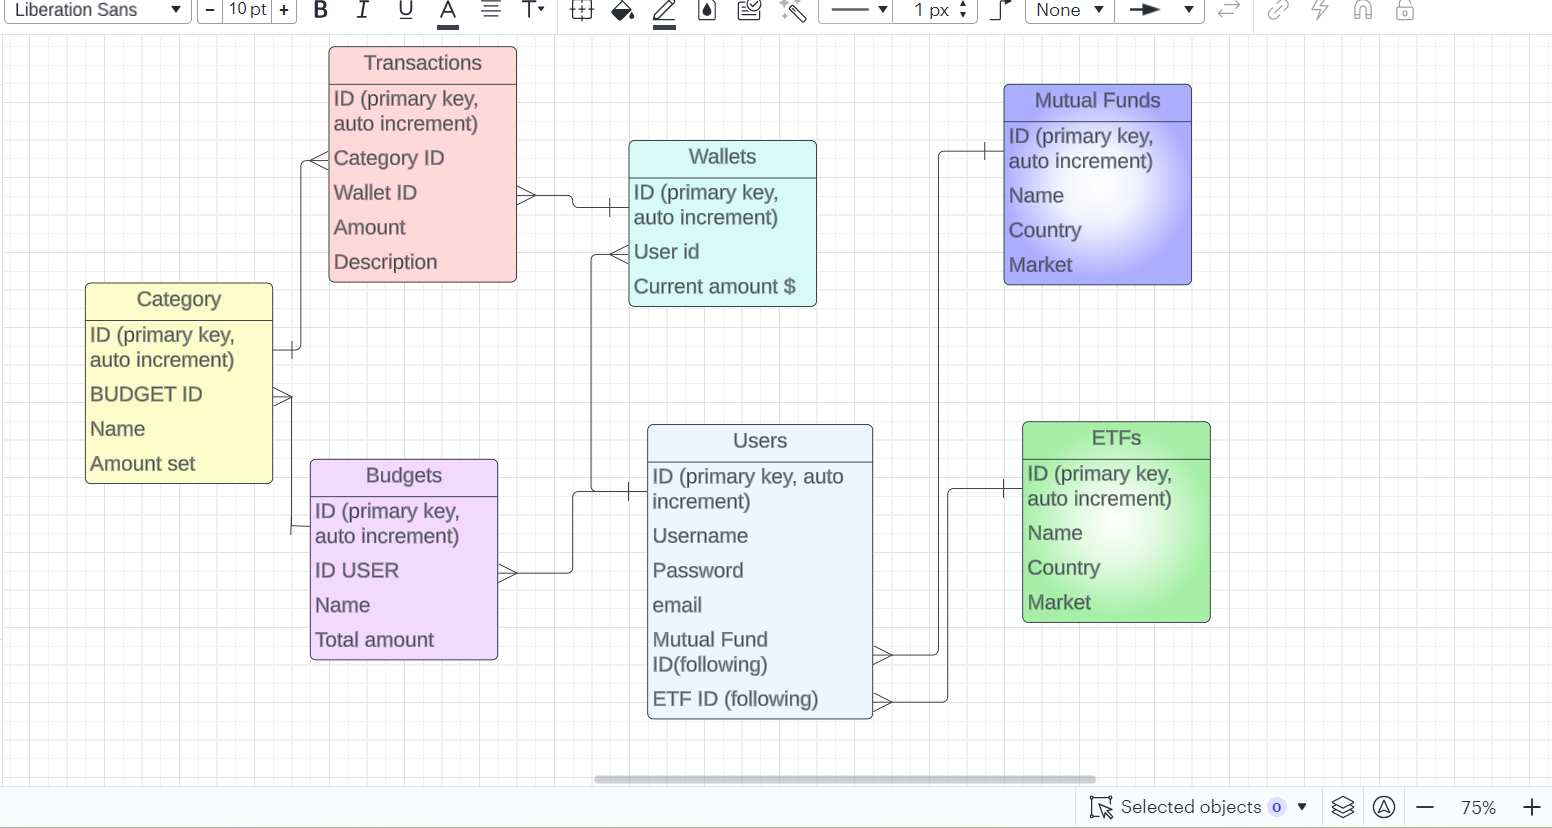 Liberation Sans
− 10 pt +
B I U A T
1 px
None
Transactions
ID (primary key,
auto increment)
Category ID
Wallet ID
Amount
Description
Wallets
ID (primary key,
auto increment)
User id
Current amount $
Mutual Funds
ID (primary key,
auto increment)
Name
Country
Market
Category
ID (primary key,
auto increment)
BUDGET ID
Name
Amount set
Budgets
ID (primary key,
auto increment)
ID USER
Name
Total amount
Users
ID (primary key, auto
increment)
Username
Password
email
Mutual Fund
ID(following)
ETF ID (following)
ETFs
ID (primary key,
auto increment)
Name
Country
Market
Selected objects 0
75%